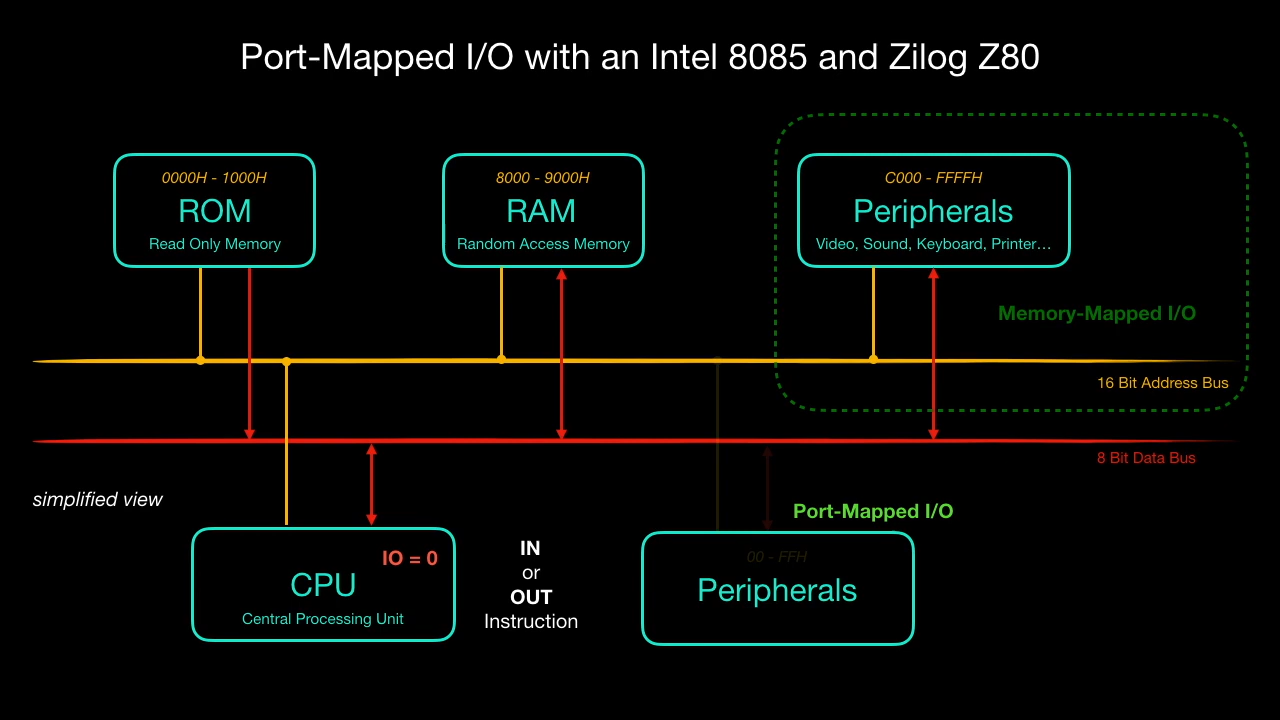 Port-Mapped I/O with an Intel 8085 and Zilog Z80
0000H - 1000H
ROM
Read Only Memory
8000 - 9000H
RAM
Random Access Memory
C000 - FFFFH
Peripherals
Video, Sound, Keyboard, Printer…
Memory-Mapped I/O
16 Bit Address Bus
8 Bit Data Bus
simplified view
IO = 0
CPU
Central Processing Unit
IN
or
OUT
Instruction
Port-Mapped I/O
00 - FFH
Peripherals